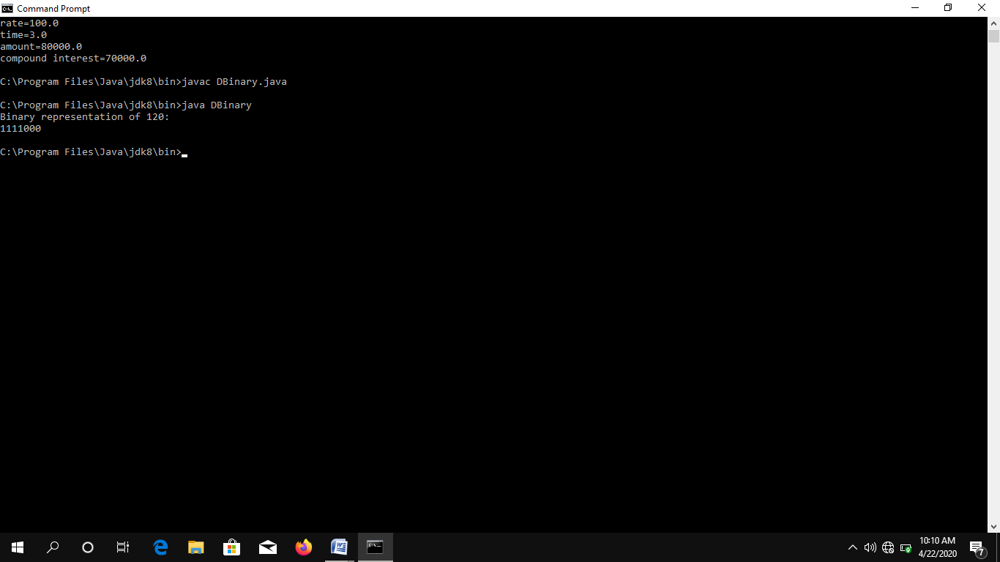 Command Prompt
rate=100.0
time=3.0
amount=80000.0
compound interest=70000.0
C:\Program Files\Java\jdk8\bin>javac DBinary.java
C:\Program Files\Java\jdk8\bin>java DBinary
Binary representation of 120:
1111000
C:\Program Files\Java\jdk8\bin>
10:10 AM
4/22/2020
7